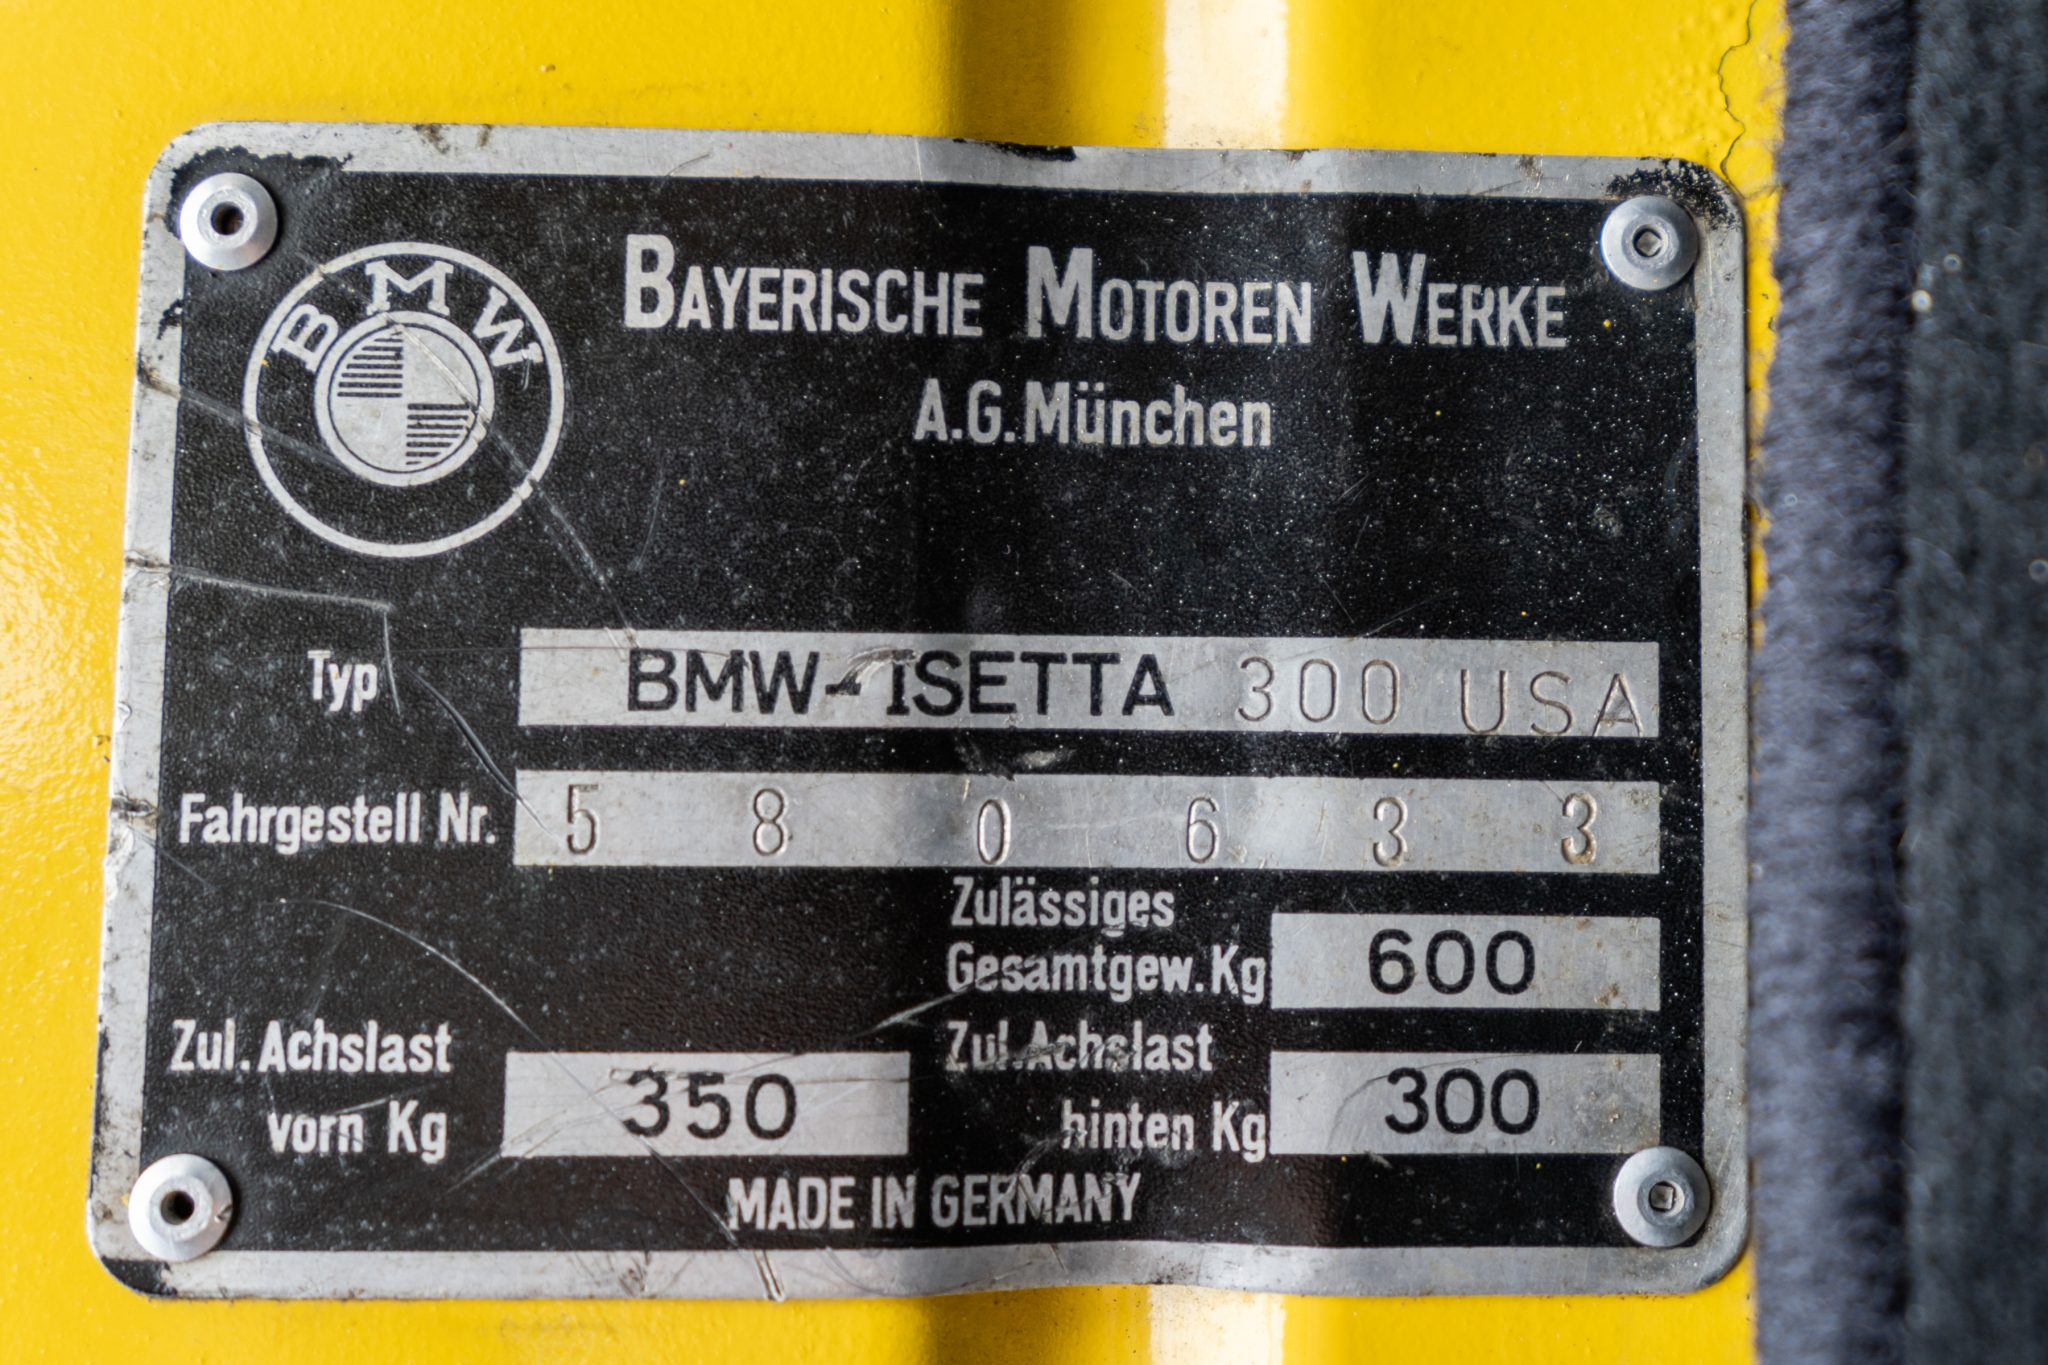 BMW
BAYERISCHE MOTOREN WERKE
A.G. München
Typ BMW-ISETTA 300 USA
Fahrgestell Nr. 5 8 0 6 3 3
Zulässiges
Gesamtgew. Kg 600
Zul. Achslast
vorn Kg 350
Zul. Achslast
hinten Kg 300
MADE IN GERMANY